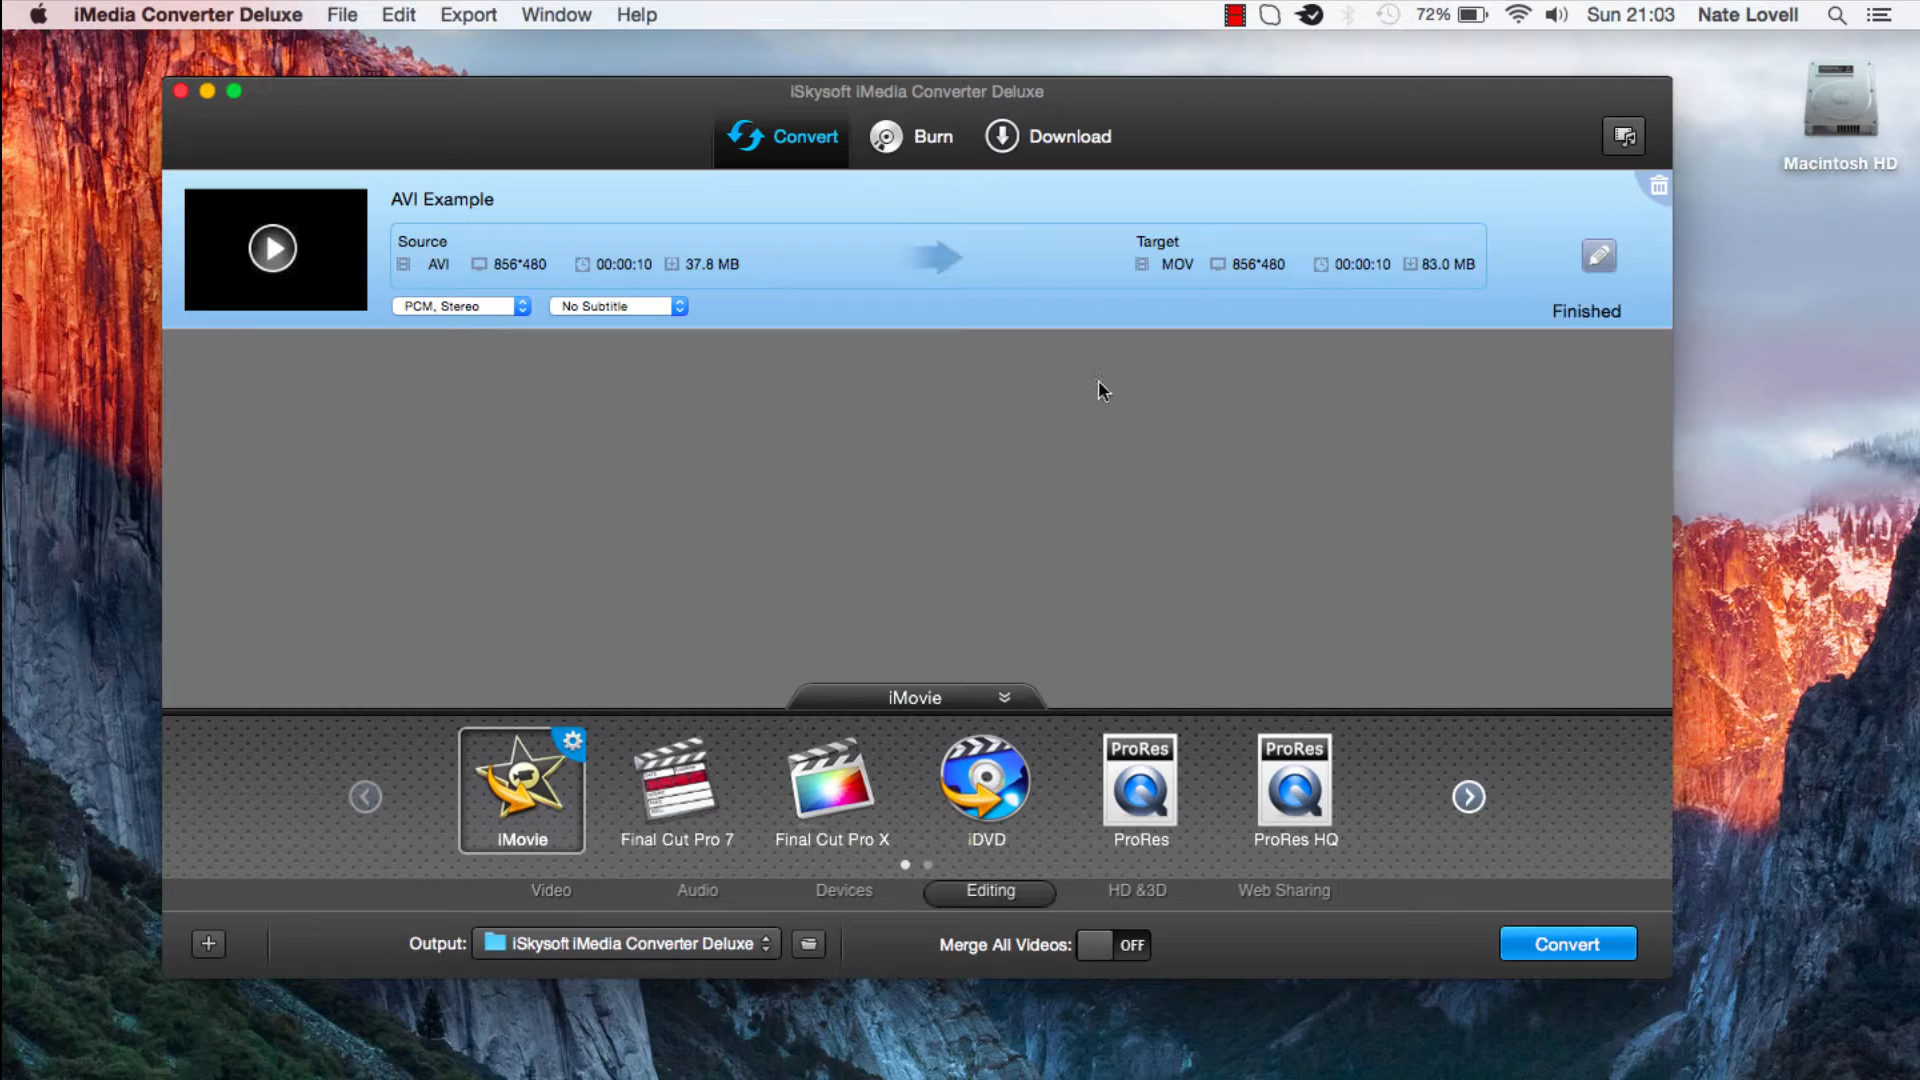 iMedia Converter Deluxe File Edit Export Window Help 72% Sun 21:03 Nate Lovell
iSkysoft iMedia Converter Deluxe
Convert Burn Download
Macintosh HD
AVI Example
Source Target
AVI 856*480 00:00:10 37.8 MB MOV 856*480 00:00:10 83.0 MB
PCM, Stereo No Subtitle Finished
iMovie
ProRes ProRes
iMovie Final Cut Pro 7 Final Cut Pro X iDVD ProRes ProRes HQ
Video Audio Devices Editing HD &3D Web Sharing
Output: iSkysoft iMedia Converter Deluxe Merge All Videos: OFF Convert